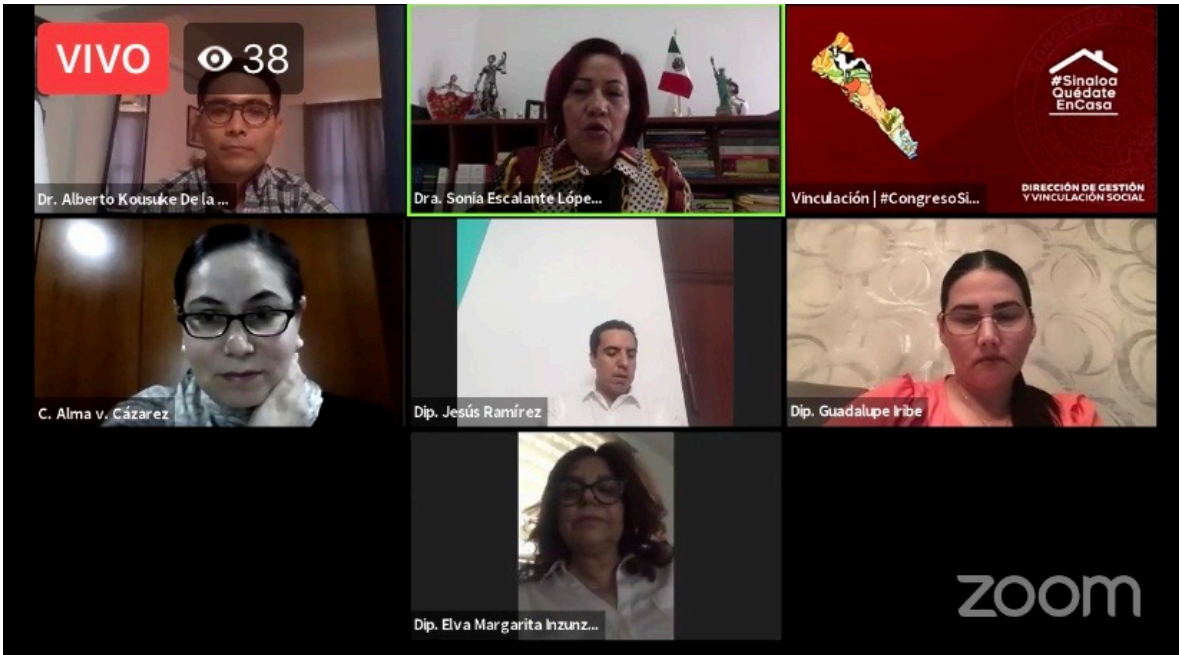 VIVO
38
Dr. Alberto Kousuke De la ...
Dra. Sonia Escalante Lópe...
#Sinaloa
Quédate
EnCasa
DIRECCIÓN DE GESTIÓN
Y VINCULACIÓN SOCIAL
Vinculación | #CongresoSi...
C. Alma v. Cázarez
Dip. Jesús Ramírez
Dip. Guadalupe Iribe
Dip. Elva Margarita Inzunz...
zoom